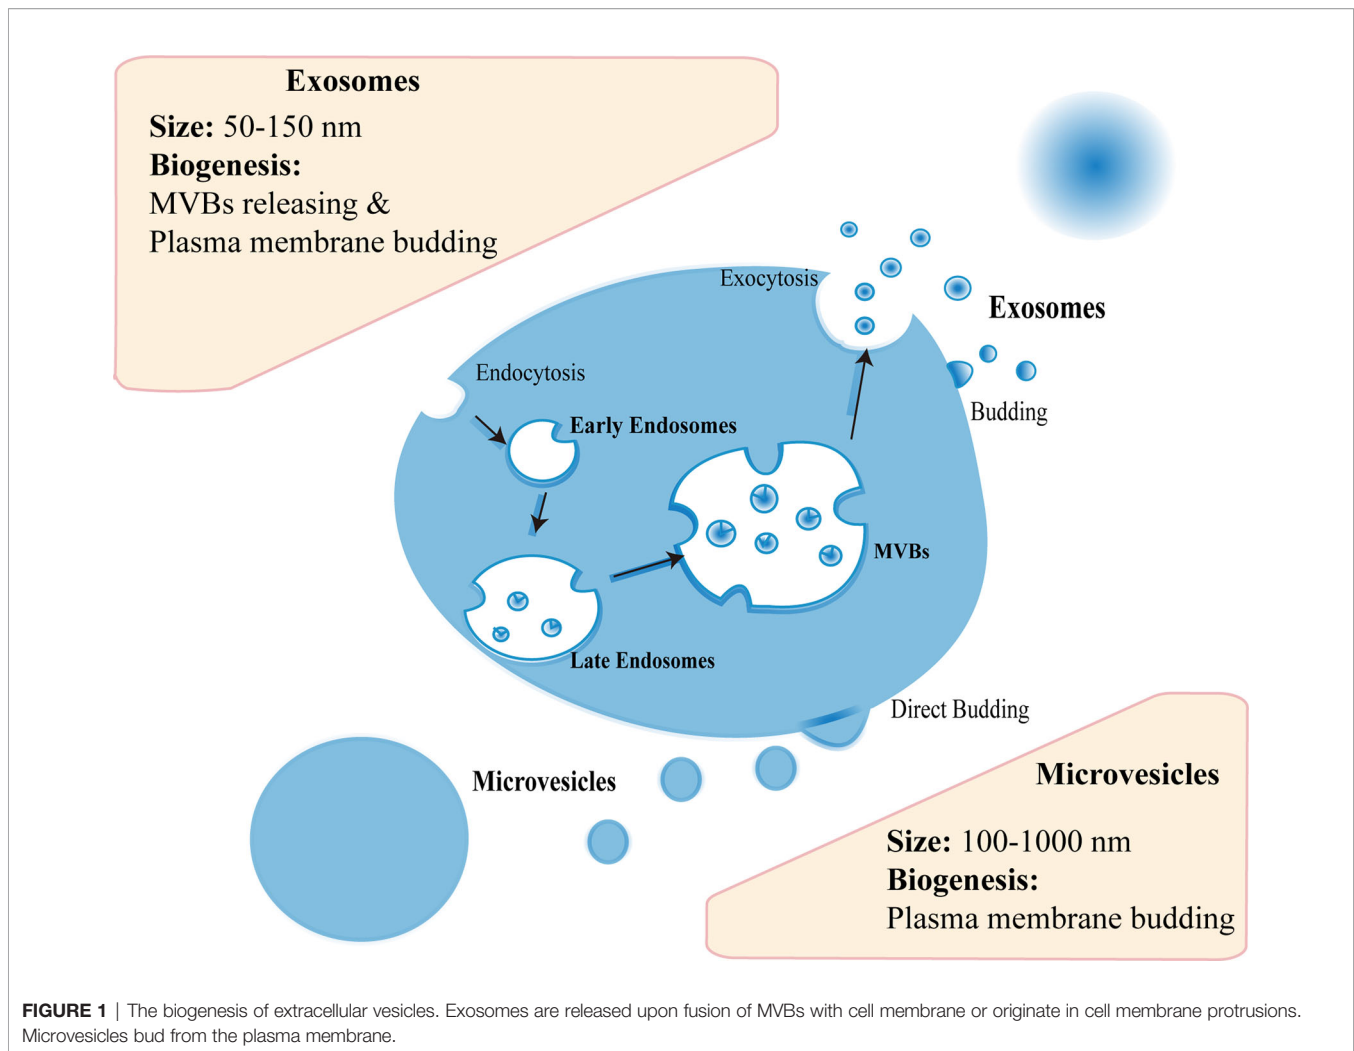 Exosomes
Size: 50-150 nm
Biogenesis:
MVBs releasing &
Plasma membrane budding
Exocytosis
Exosomes
Endocytosis
Budding
Early Endosomes
MVBs
Late Endosomes
Direct Budding
Microvesicles
Microvesicles
Size: 100-1000 nm
Biogenesis:
Plasma membrane budding
FIGURE 1 | The biogenesis of extracellular vesicles. Exosomes are released upon fusion of MVBs with cell membrane or originate in cell membrane protrusions.
Microvesicles bud from the plasma membrane.